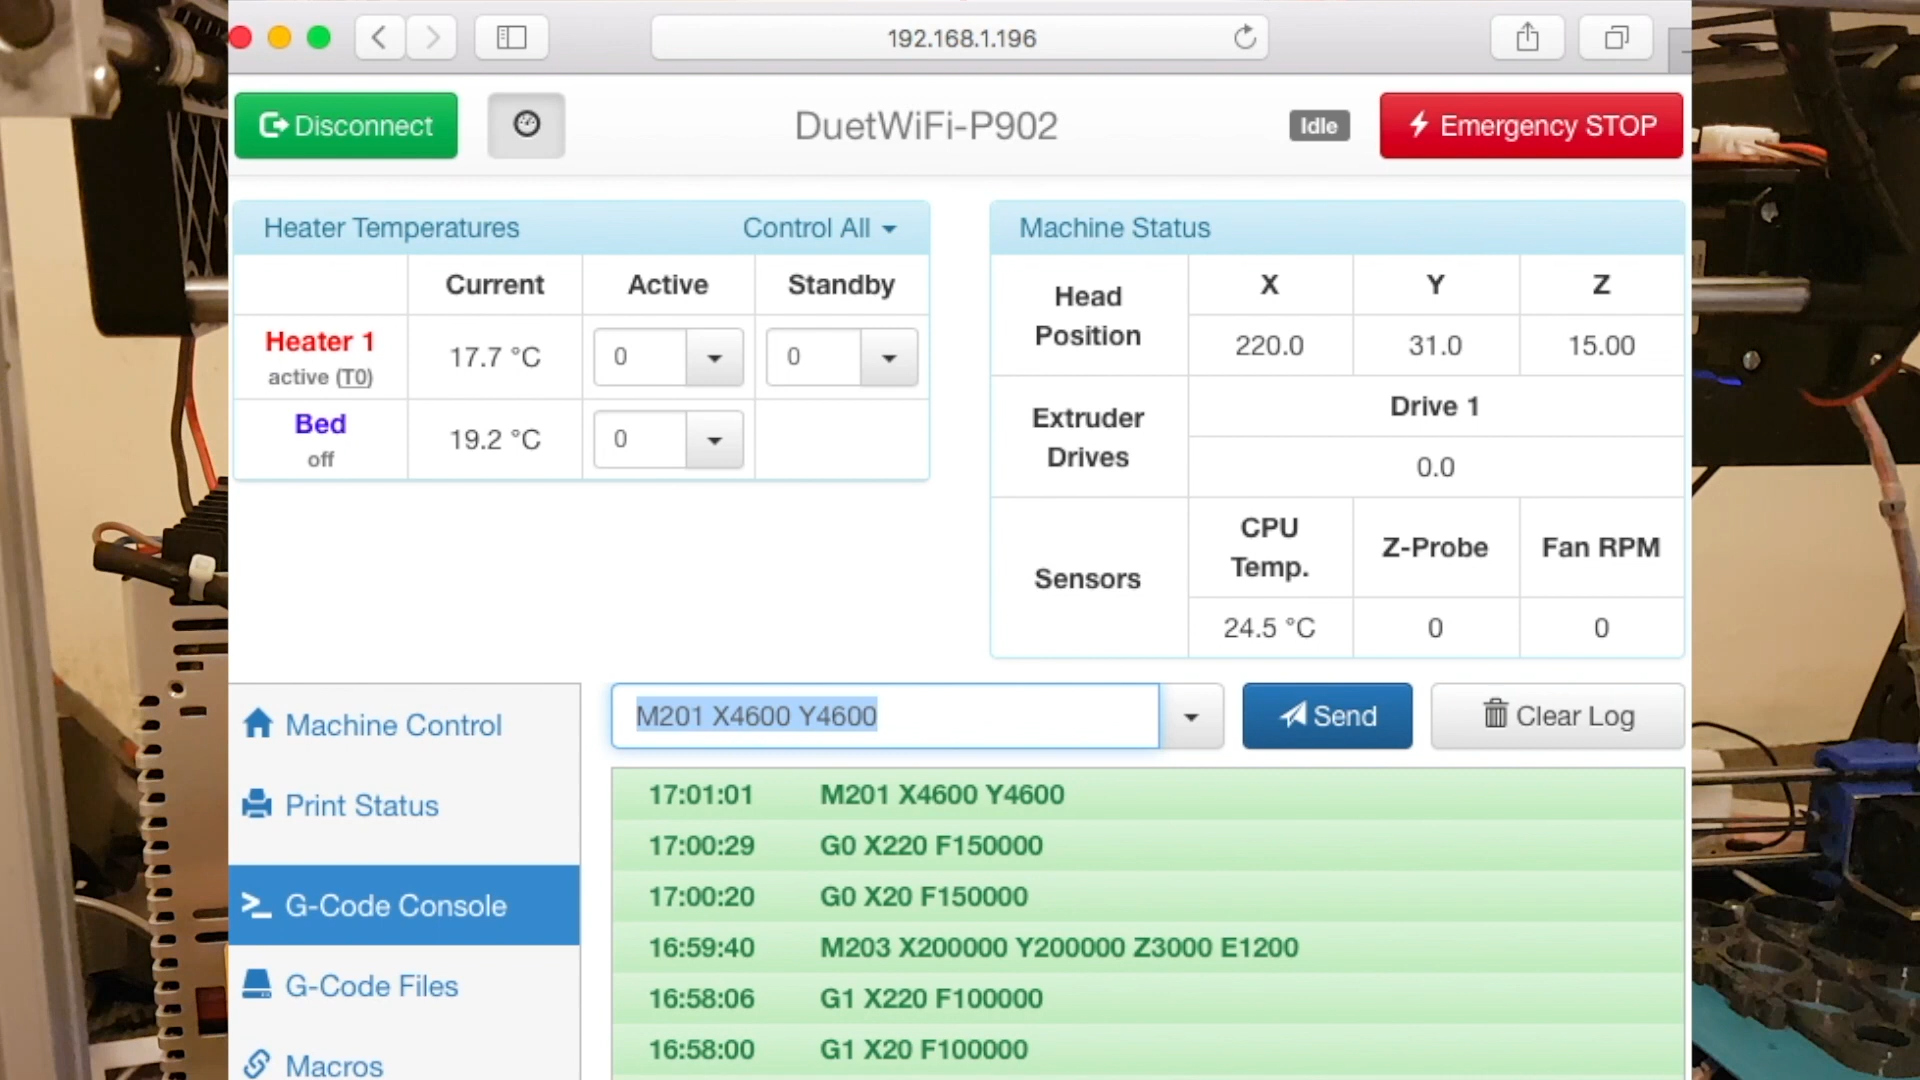 192.168.1.196
Disconnect
DuetWiFi-P902
Idle
Emergency STOP
Heater Temperatures
Control All
Current Active Standby
Heater 1
active (T0)
17.7 °C
0
0
Bed
off
19.2 °C
0
Machine Status
Head
Position
X Y Z
220.0 31.0 15.00
Extruder
Drives
Drive 1
0.0
Sensors
CPU
Temp.
Z-Probe
Fan RPM
24.5 °C 0 0
Machine Control
Print Status
G-Code Console
G-Code Files
Macros
M201 X4600 Y4600
Send
Clear Log
17:01:01 M201 X4600 Y4600
17:00:29 G0 X220 F150000
17:00:20 G0 X20 F150000
16:59:40 M203 X200000 Y200000 Z3000 E1200
16:58:06 G1 X220 F100000
16:58:00 G1 X20 F100000